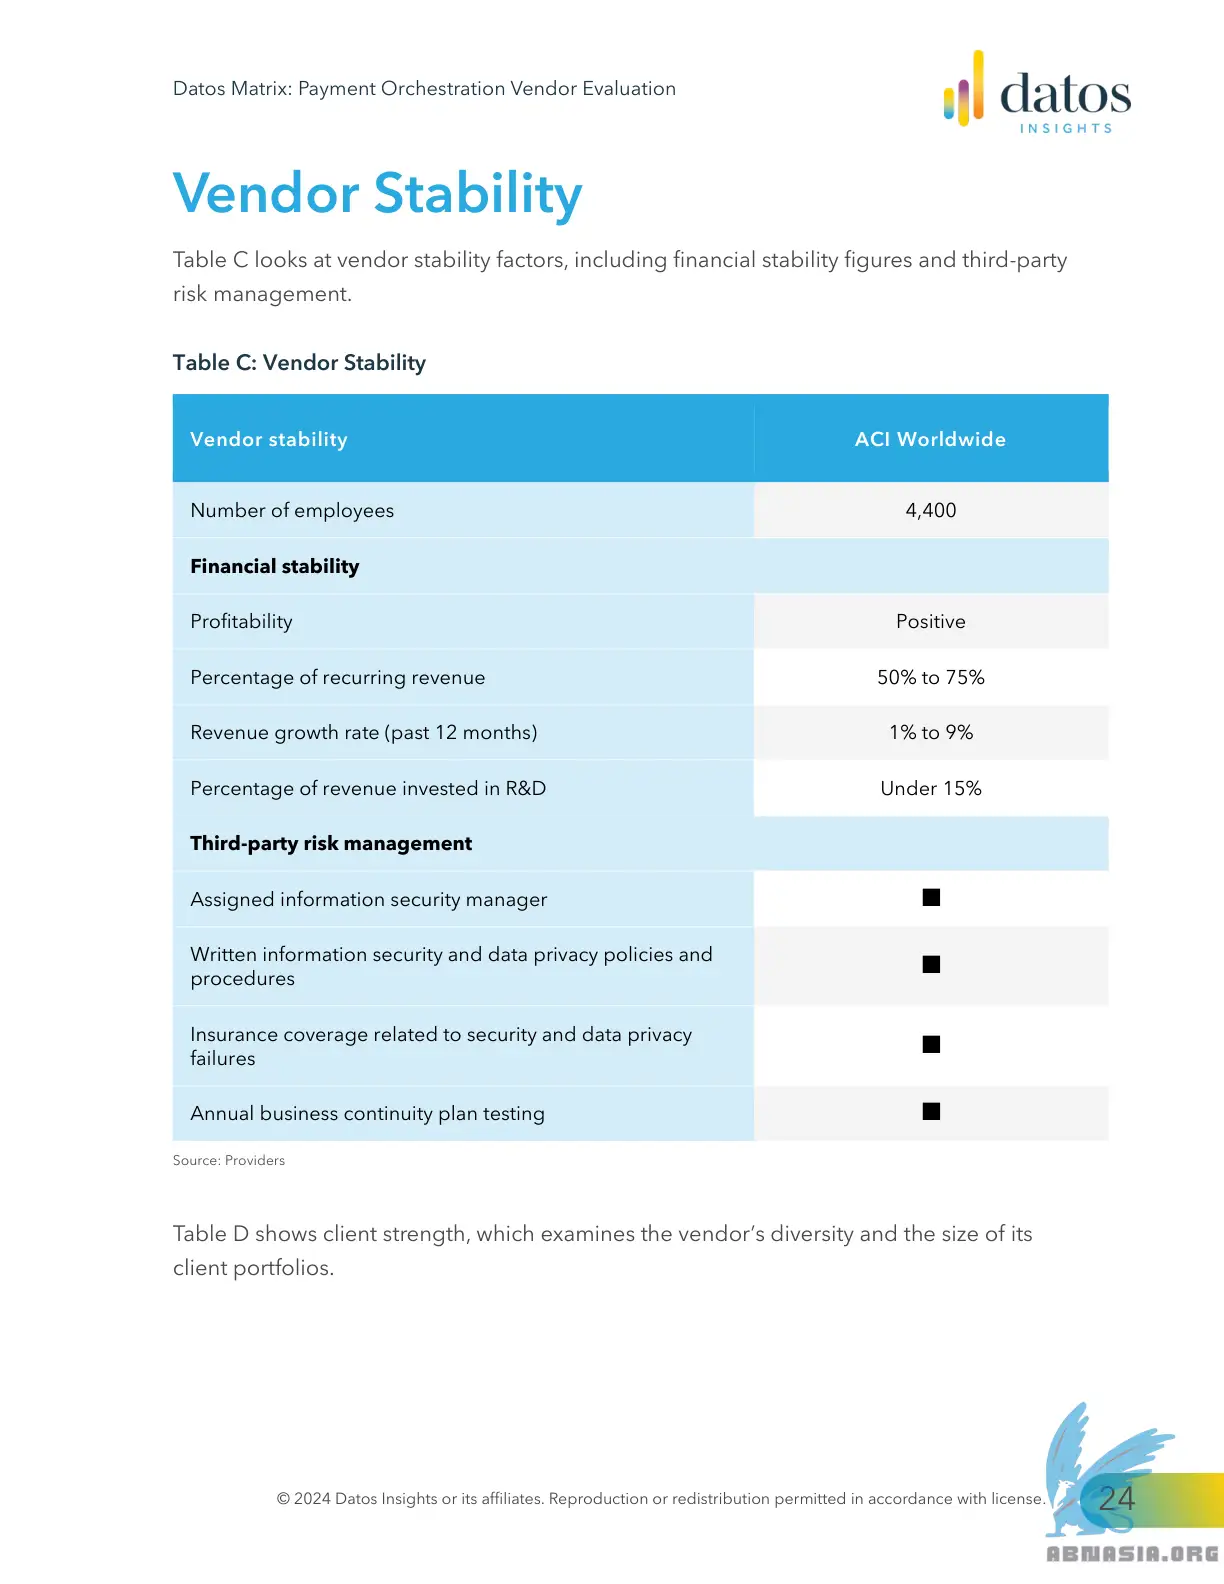 Datos Matrix: Payment Orchestration Vendor Evaluation
datos
INSIGHTS
Vendor Stability
Table C looks at vendor stability factors, including financial stability figures and third-party
risk management.
Table C: Vendor Stability
Vendor stability ACI Worldwide
Number of employees 4,400
Financial stability
Profitability Positive
Percentage of recurring revenue 50% to 75%
Revenue growth rate (past 12 months) 1% to 9%
Percentage of revenue invested in R&D Under 15%
Third-party risk management
Assigned information security manager ■
Written information security and data privacy policies and
procedures ■
Insurance coverage related to security and data privacy
failures ■
Annual business continuity plan testing ■
Source: Providers
Table D shows client strength, which examines the vendor’s diversity and the size of its
client portfolios.
© 2024 Datos Insights or its affiliates. Reproduction or redistribution permitted in accordance with license.
24
ABNASIA.ORG